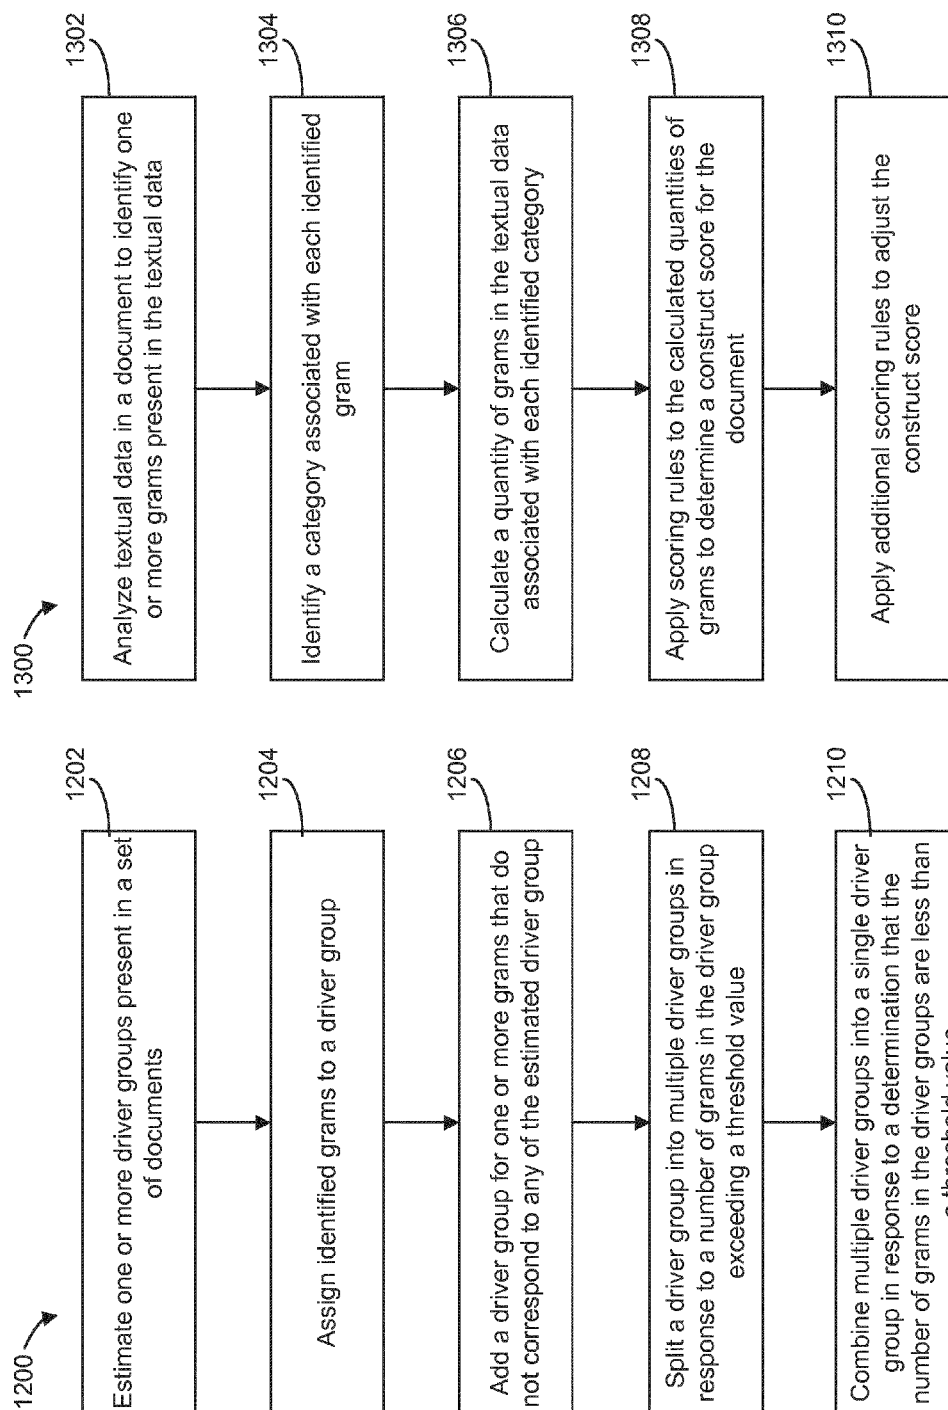 1200
Estimate one or more driver groups present in a set
of documents
1202
Assign identified grams to a driver group
1204
Add a driver group for one or more grams that do
not correspond to any of the estimated driver group
1206
Split a driver group into multiple driver groups in
response to a number of grams in the driver group
exceeding a threshold value
1208
Combine multiple driver groups into a single driver
group in response to a determination that the
number of grams in the driver groups are less than
a threshold value
1210
1300
Analyze textual data in a document to identify one
or more grams present in the textual data
1302
Identify a category associated with each identified
gram
1304
Calculate a quantity of grams in the textual data
associated with each identified category
1306
Apply scoring rules to the calculated quantities of
grams to determine a construct score for the
document
1308
Apply additional scoring rules to adjust the
construct score
1310